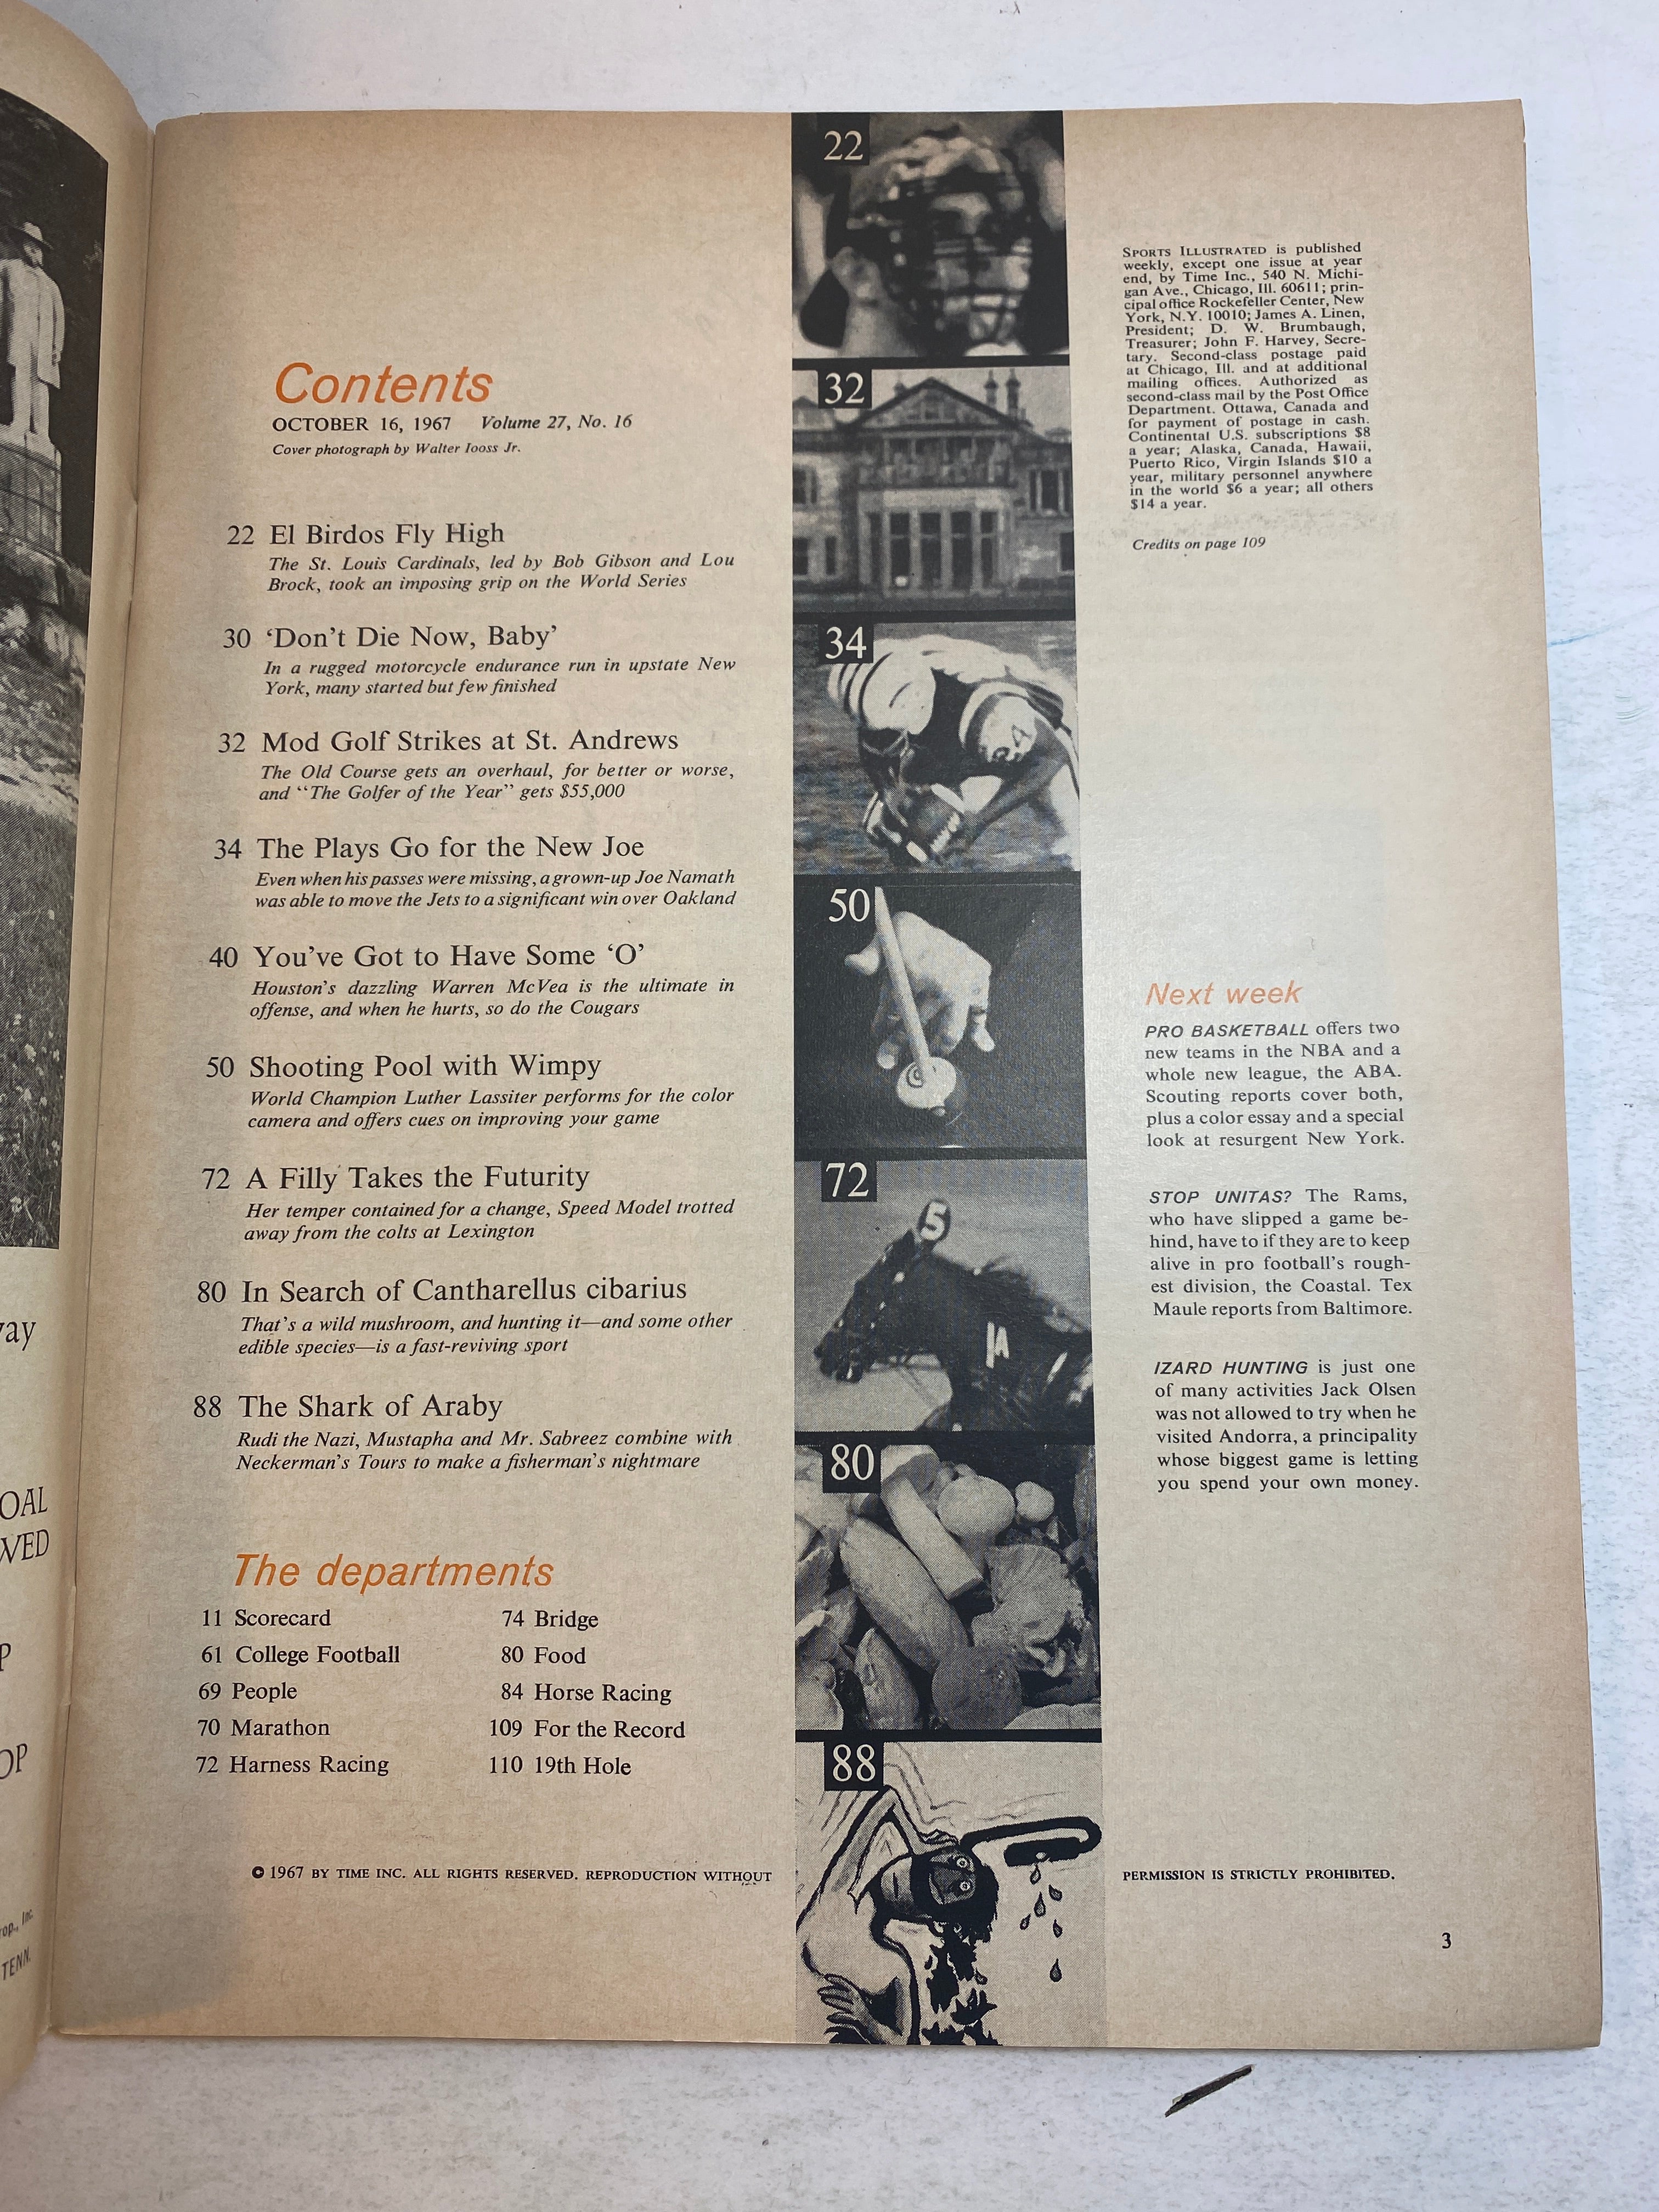 Contents
OCTOBER 16, 1967 Volume 27, No. 16
Cover photograph by Walter Iooss Jr.
22 El Birdos Fly High
The St. Louis Cardinals, led by Bob Gibson and Lou
Brock, took an imposing grip on the World Series
30 ‘Don’t Die Now, Baby’
In a rugged motorcycle endurance run in upstate New
York, many started but few finished
32 Mod Golf Strikes at St. Andrews
The Old Course gets an overhaul, for better or worse,
and “The Golfer of the Year” gets $55,000
34 The Plays Go for the New Joe
Even when his passes were missing, a grown-up Joe Namath
was able to move the Jets to a significant win over Oakland
40 You’ve Got to Have Some ‘O’
Houston’s dazzling Warren McVea is the ultimate in
offense, and when he hurts, so do the Cougars
50 Shooting Pool with Wimpy
World Champion Luther Lassiter performs for the color
camera and offers cues on improving your game
72 A Filly Takes the Futurity
Her temper contained for a change, Speed Model trotted
away from the colts at Lexington
80 In Search of Cantharellus cibarius
That’s a wild mushroom, and hunting it—and some other
edible species—is a fast-reviving sport
88 The Shark of Araby
Rudi the Nazi, Mustapha and Mr. Sabreez combine with
Neckerman’s Tours to make a fisherman’s nightmare
The departments
11 Scorecard
61 College Football
69 People
70 Marathon
72 Harness Racing
74 Bridge
80 Food
84 Horse Racing
109 For the Record
110 19th Hole
22
32
34
50
72
5
80
88
SPORTS ILLUSTRATED is published
weekly, except one issue at year
end, by Time Inc., 540 N. Michi-
gan Ave., Chicago, Ill. 60611; prin-
cipal office Rockefeller Center, New
York, N.Y. 10010; James A. Linen,
President; D. W. Brumbaugh,
Treasurer; John F. Harvey, Secre-
tary. Second-class postage paid
at Chicago, Ill. and at additional
mailing offices. Authorized as
second-class mail by the Post Office
Department. Ottawa, Canada and
for payment of postage in cash.
Continental U.S. subscriptions $8
a year; Alaska, Canada, Hawaii,
Puerto Rico, Virgin Islands $10 a
year, military personnel anywhere
in the world $6 a year; all others
$14 a year.
Credits on page 109
Next week
PRO BASKETBALL offers two
new teams in the NBA and a
whole new league, the ABA.
Scouting reports cover both,
plus a color essay and a special
look at resurgent New York.
STOP UNITAS? The Rams,
who have slipped a game be-
hind, have to if they are to keep
alive in pro football’s rough-
est division, the Coastal. Tex
Maule reports from Baltimore.
IZARD HUNTING is just one
of many activities Jack Olsen
was not allowed to try when he
visited Andorra, a principality
whose biggest game is letting
you spend your own money.
© 1967 BY TIME INC. ALL RIGHTS RESERVED. REPRODUCTION WITHOUT PERMISSION IS STRICTLY PROHIBITED.
3
TENN.